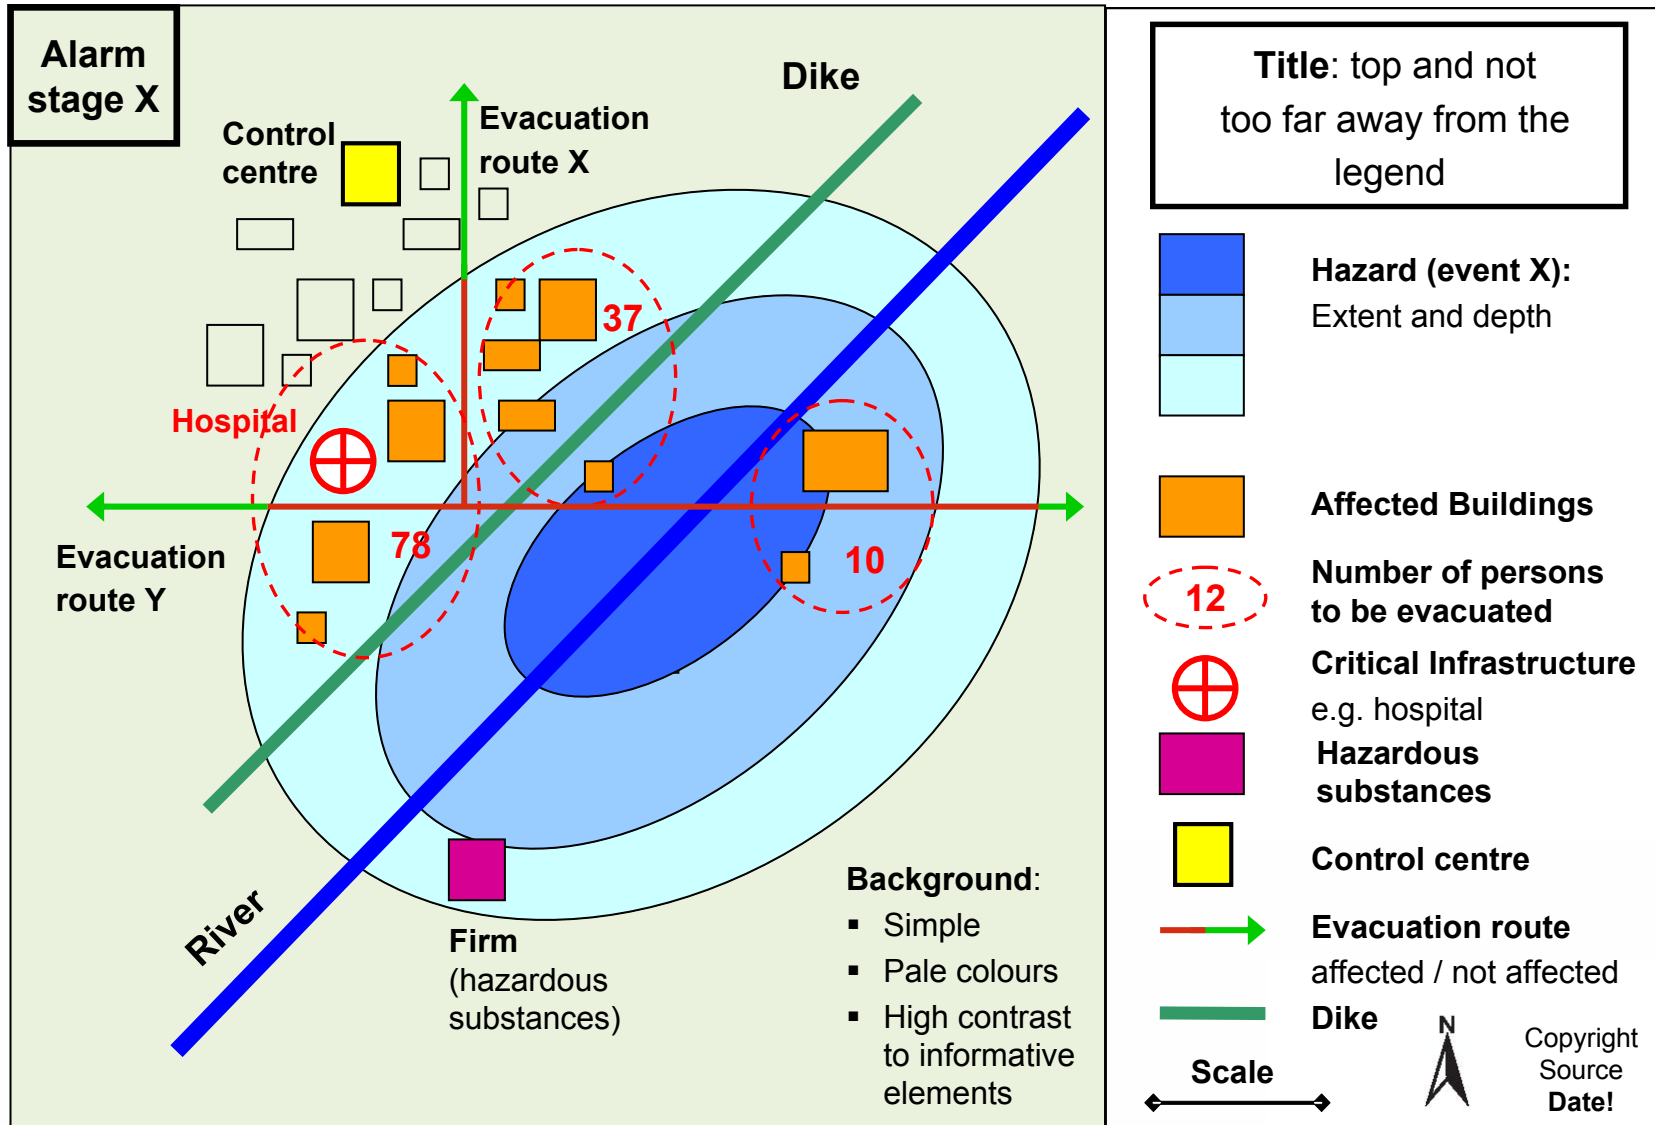 Alarm
stage X
Control
centre
Evacuation
route X
Dike
37
Hospital
78
10
Evacuation
route Y
River
Firm
(hazardous
substances)
Background:
▪ Simple
▪ Pale colours
▪ High contrast
to informative
elements
Title: top and not
too far away from the
legend
Hazard (event X):
Extent and depth
Affected Buildings
12
Number of persons
to be evacuated
Critical Infrastructure
e.g. hospital
Hazardous
substances
Control centre
Evacuation route
affected / not affected
Dike
Scale
N
Copyright
Source
Date!